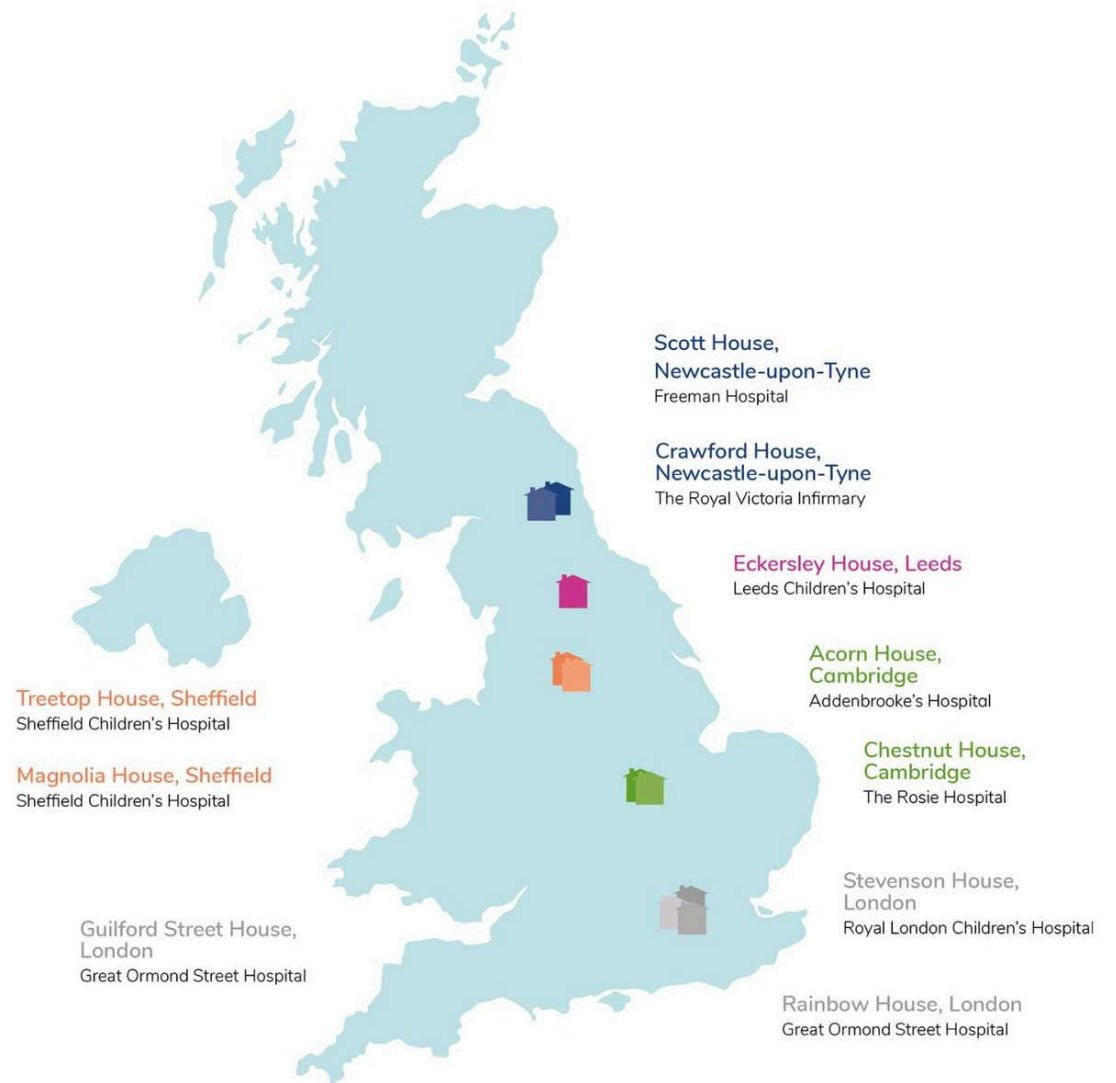 Scott House,
Newcastle-upon-Tyne
Freeman Hospital
Crawford House,
Newcastle-upon-Tyne
The Royal Victoria Infirmary
Eckersley House, Leeds
Leeds Children's Hospital
Acorn House,
Cambridge
Addenbrooke's Hospital
Treetop House, Sheffield
Sheffield Children's Hospital
Chestnut House,
Cambridge
The Rosie Hospital
Magnolia House, Sheffield
Sheffield Children's Hospital
Stevenson House,
London
Royal London Children's Hospital
Guilford Street House,
London
Great Ormond Street Hospital
Rainbow House, London
Great Ormond Street Hospital